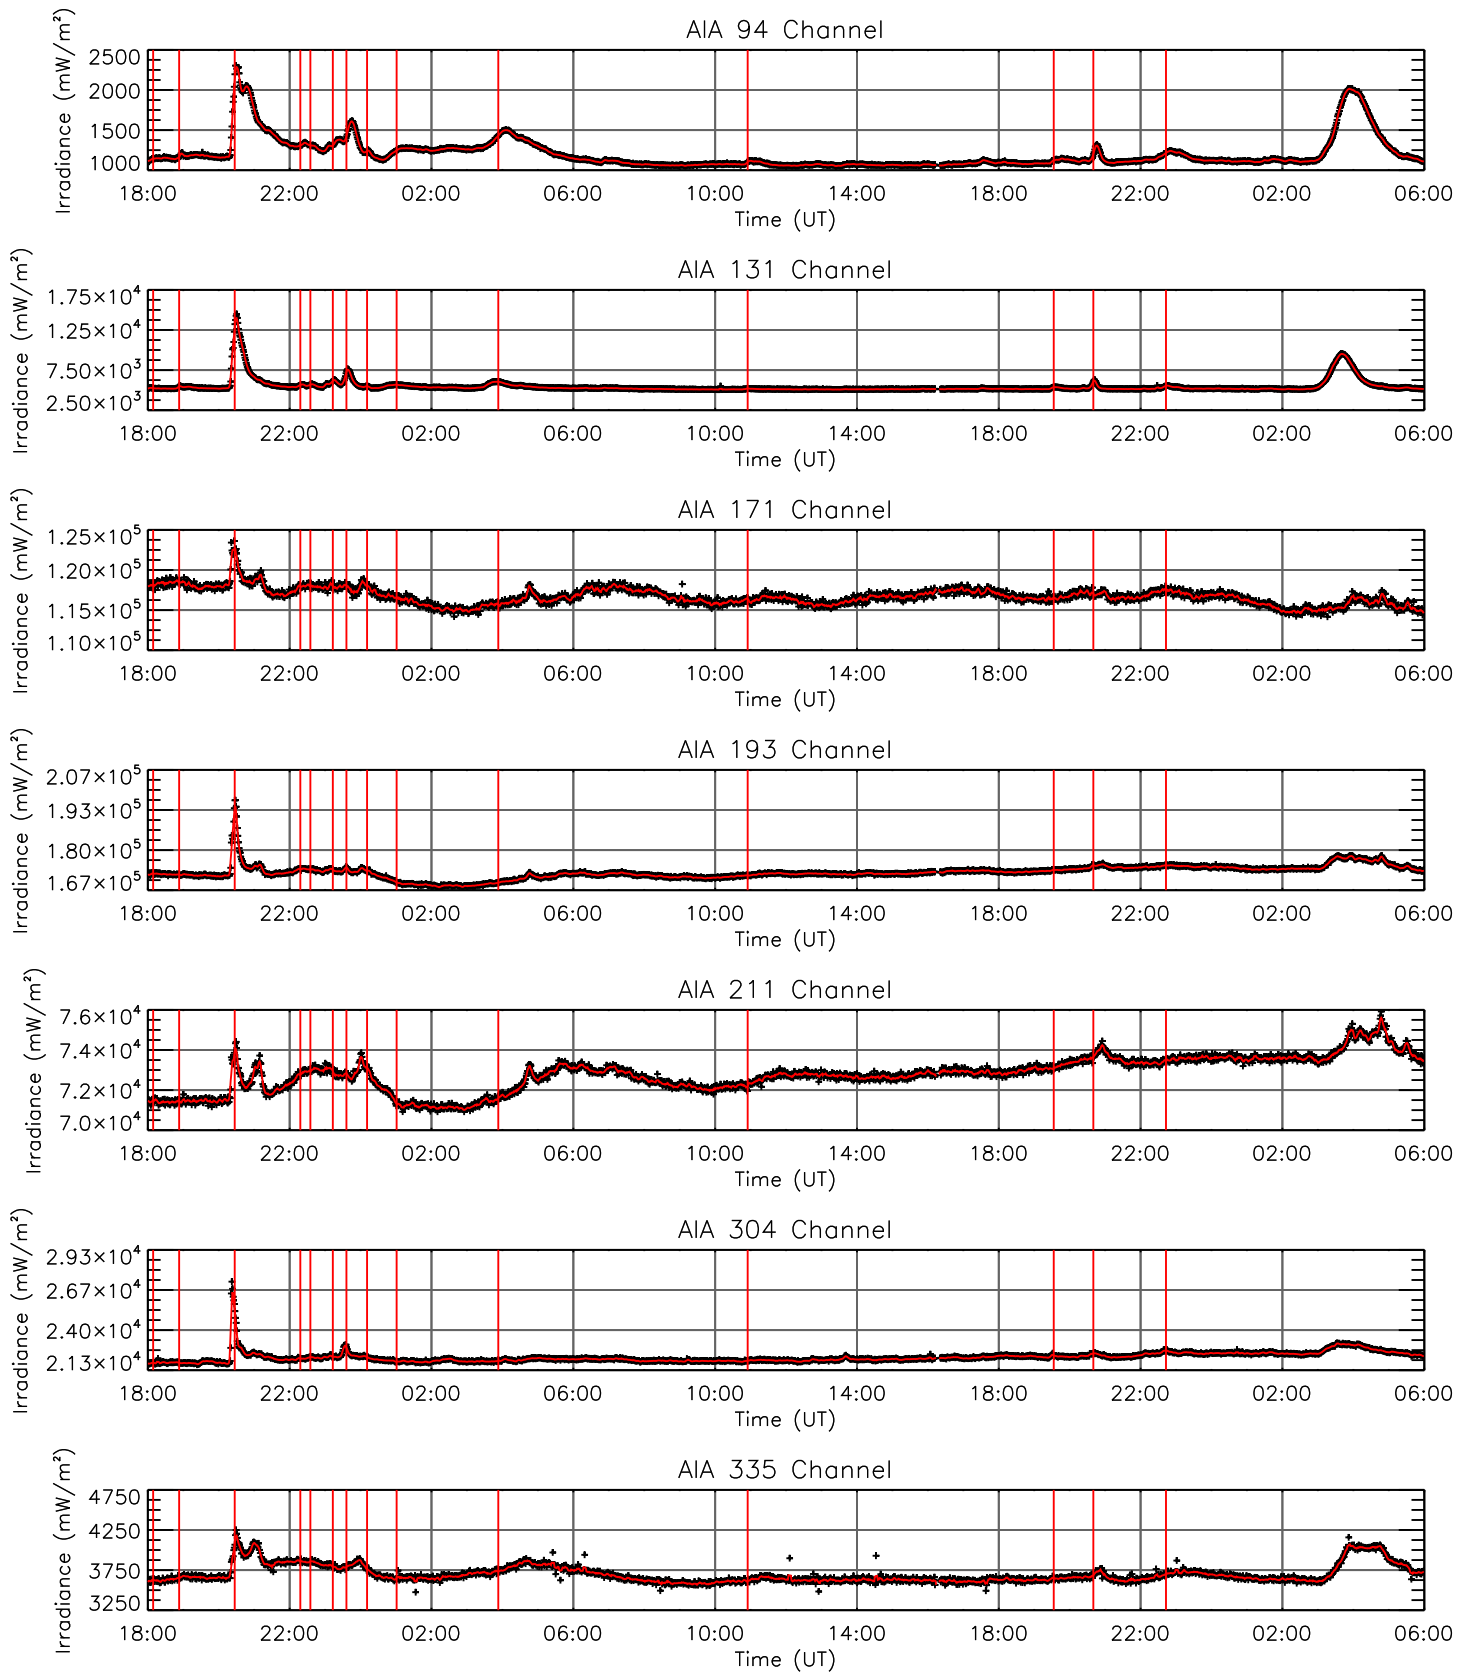 AIA 94 Channel
Irradiance (mW/m²)
2500
2000
1500
1000
18:00 22:00 02:00 06:00 10:00 14:00 18:00 22:00 02:00 06:00
Time (UT)
AIA 131 Channel
Irradiance (mW/m²)
1.75×10⁴
1.25×10⁴
7.50×10³
2.50×10³
18:00 22:00 02:00 06:00 10:00 14:00 18:00 22:00 02:00 06:00
Time (UT)
AIA 171 Channel
Irradiance (mW/m²)
1.25×10⁵
1.20×10⁵
1.15×10⁵
1.10×10⁵
18:00 22:00 02:00 06:00 10:00 14:00 18:00 22:00 02:00 06:00
Time (UT)
AIA 193 Channel
Irradiance (mW/m²)
2.07×10⁵
1.93×10⁵
1.80×10⁵
1.67×10⁵
18:00 22:00 02:00 06:00 10:00 14:00 18:00 22:00 02:00 06:00
Time (UT)
AIA 211 Channel
Irradiance (mW/m²)
7.6×10⁴
7.4×10⁴
7.2×10⁴
7.0×10⁴
18:00 22:00 02:00 06:00 10:00 14:00 18:00 22:00 02:00 06:00
Time (UT)
AIA 304 Channel
Irradiance (mW/m²)
2.93×10⁴
2.67×10⁴
2.40×10⁴
2.13×10⁴
18:00 22:00 02:00 06:00 10:00 14:00 18:00 22:00 02:00 06:00
Time (UT)
AIA 335 Channel
Irradiance (mW/m²)
4750
4250
3750
3250
18:00 22:00 02:00 06:00 10:00 14:00 18:00 22:00 02:00 06:00
Time (UT)